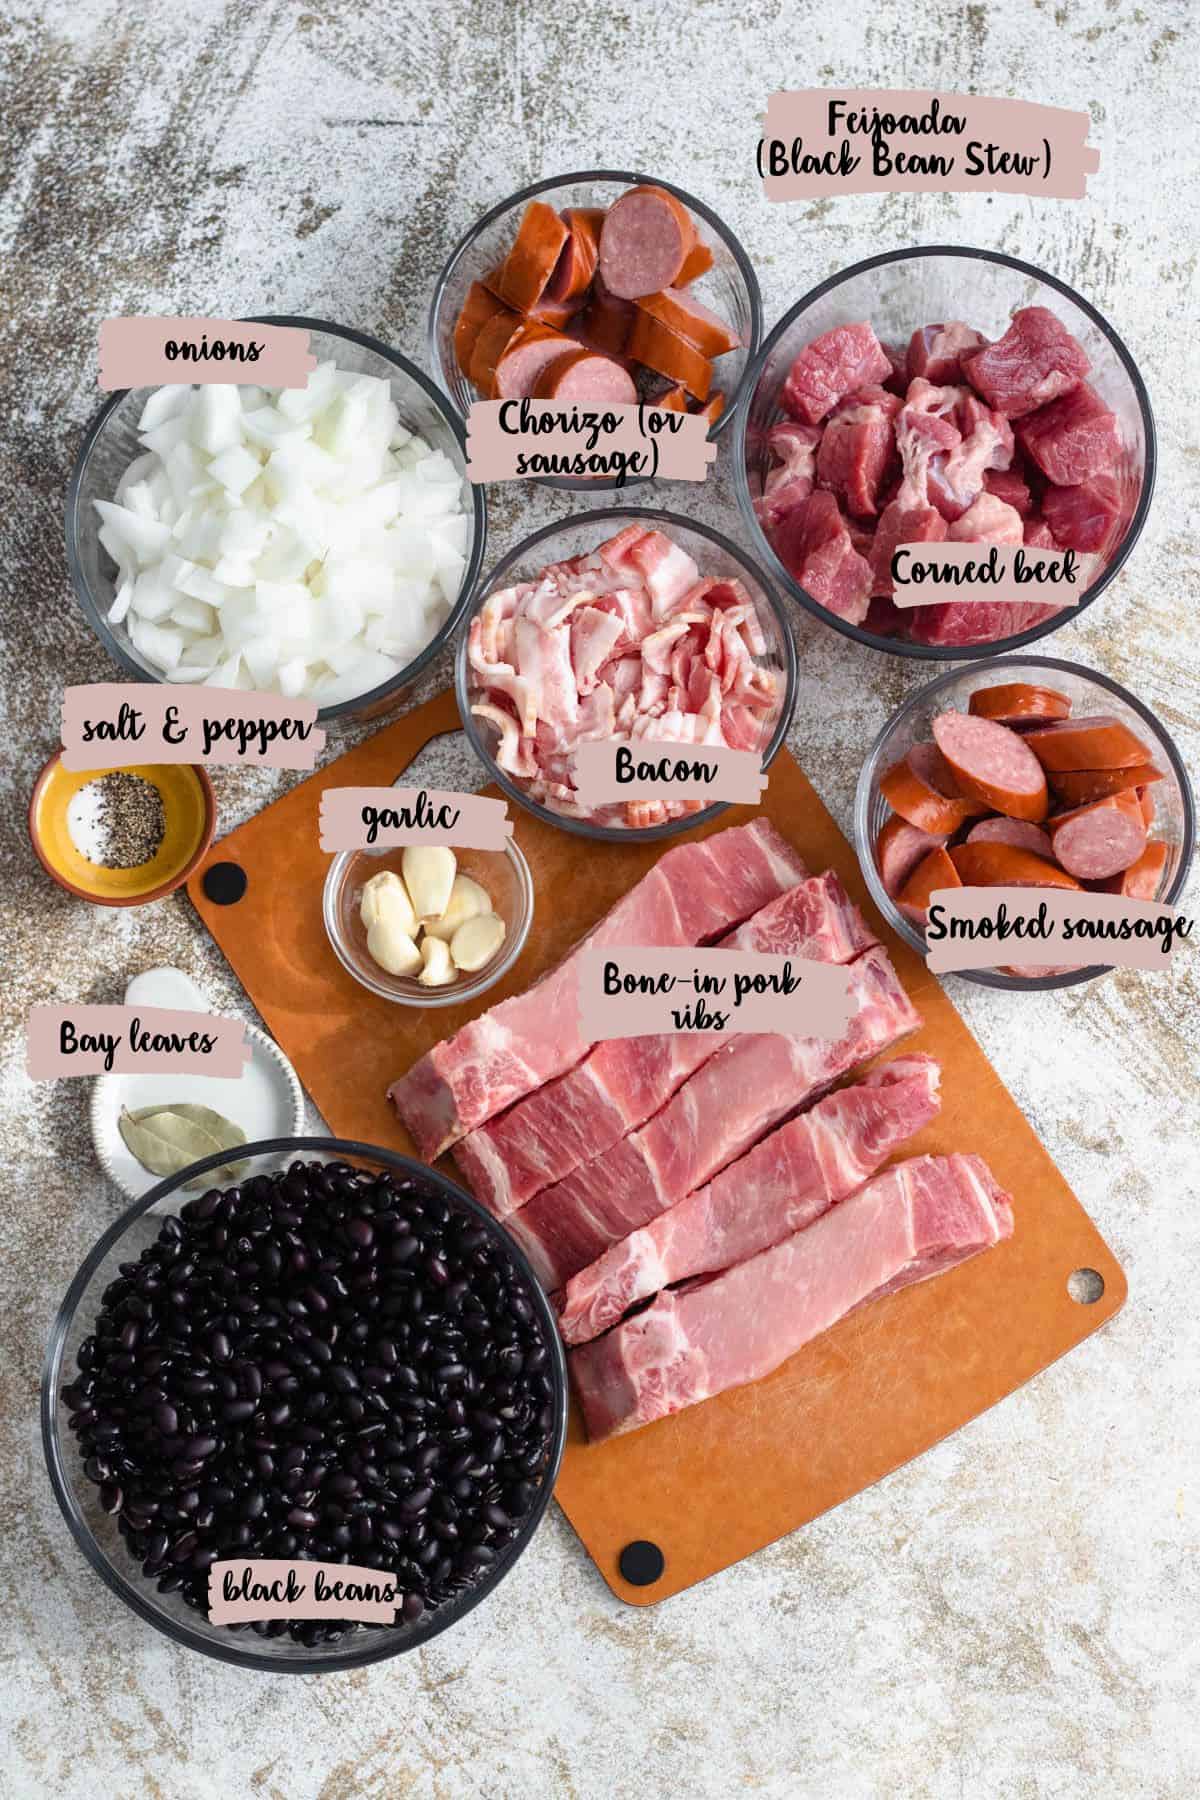 Feijoada
(Black Bean Stew)
onions
Chorizo (or
sausage)
Corned beef
salt & pepper
Bacon
garlic
Smoked sausage
Bone-in pork
ribs
Bay leaves
black beans